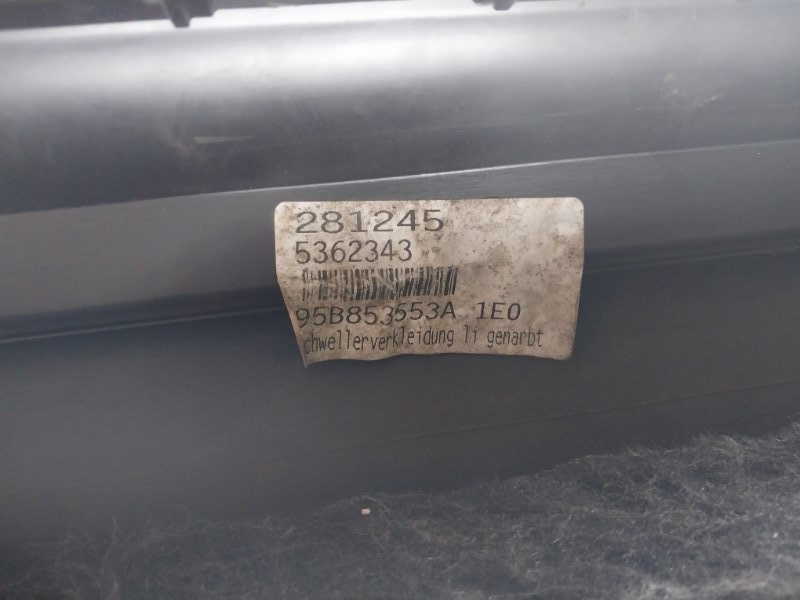 281245
5362343
95B853553A 1E0
chwellerverkleidung li genarbt